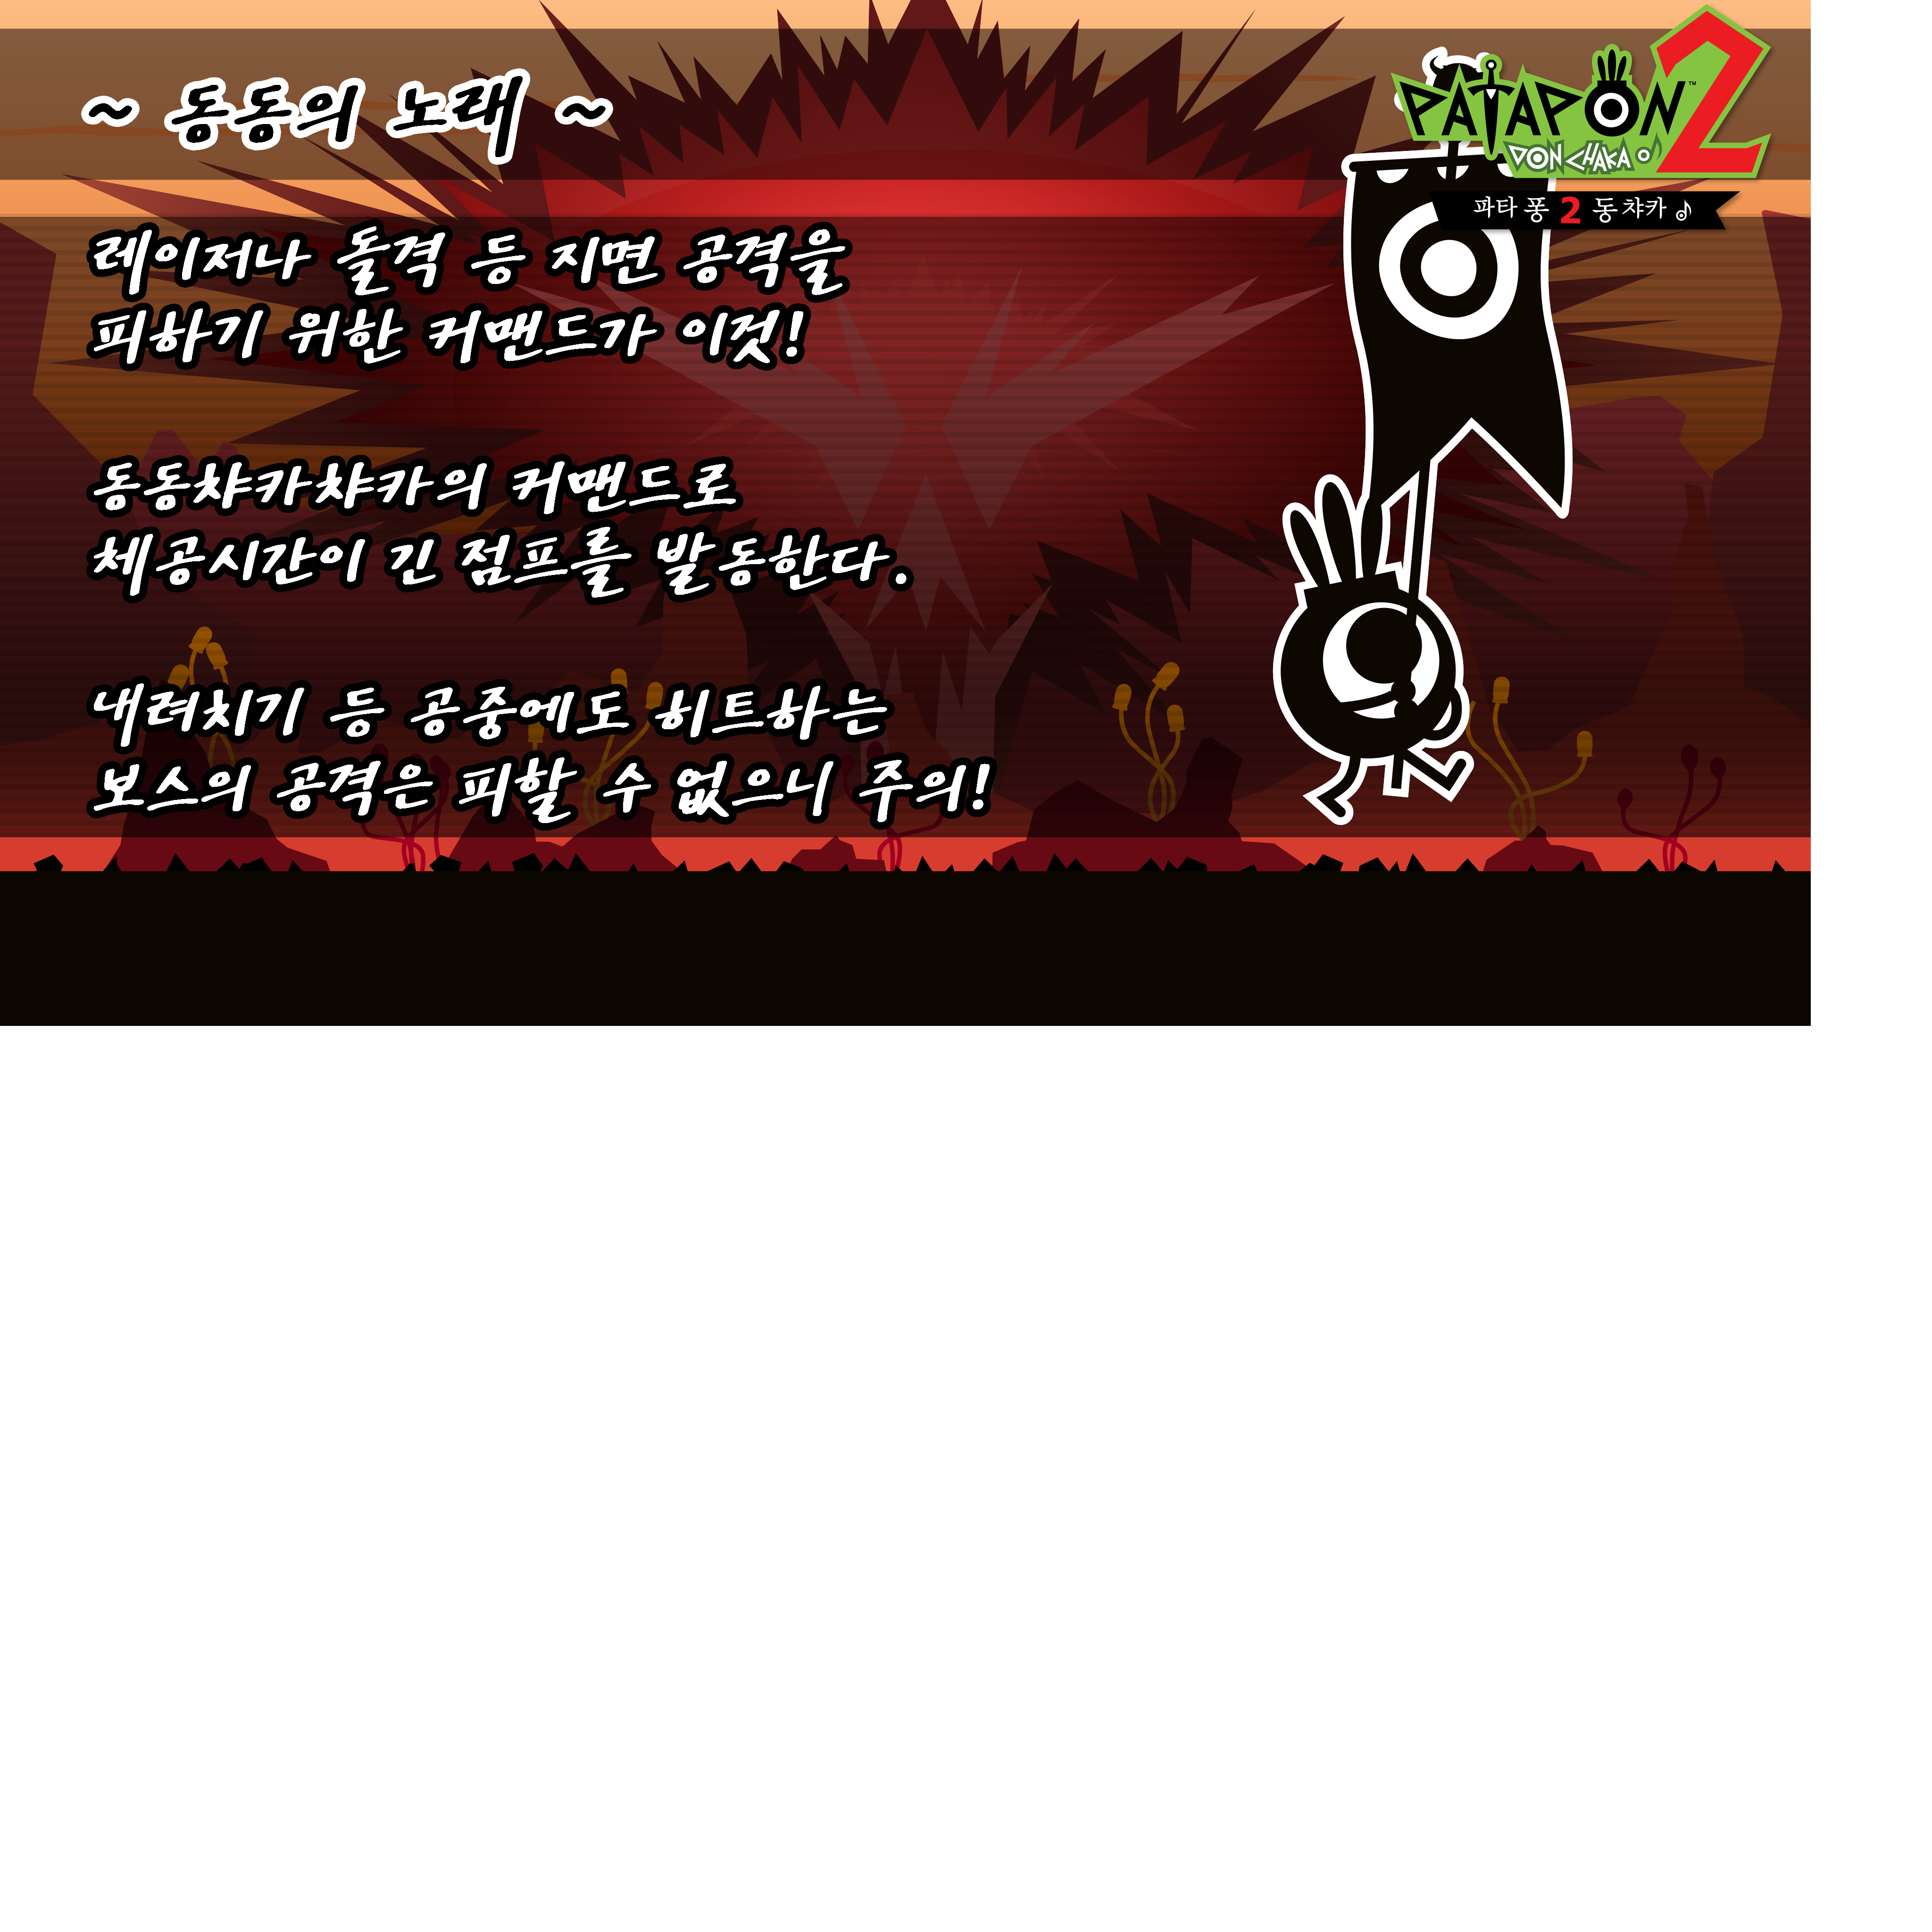 ~ 동동의 노래 ~
PATAPON 2™
DON CHAKA♪
파타퐁 2 동챠카♪
레이저나 돌격 등 지면 공격을
피하기 위한 커맨드가 이것!
동동챠카챠카의 커맨드로
체공시간이 긴 점프를 발동한다.
내려치기 등 공중에도 히트하는
보스의 공격은 피할 수 없으니 주의!